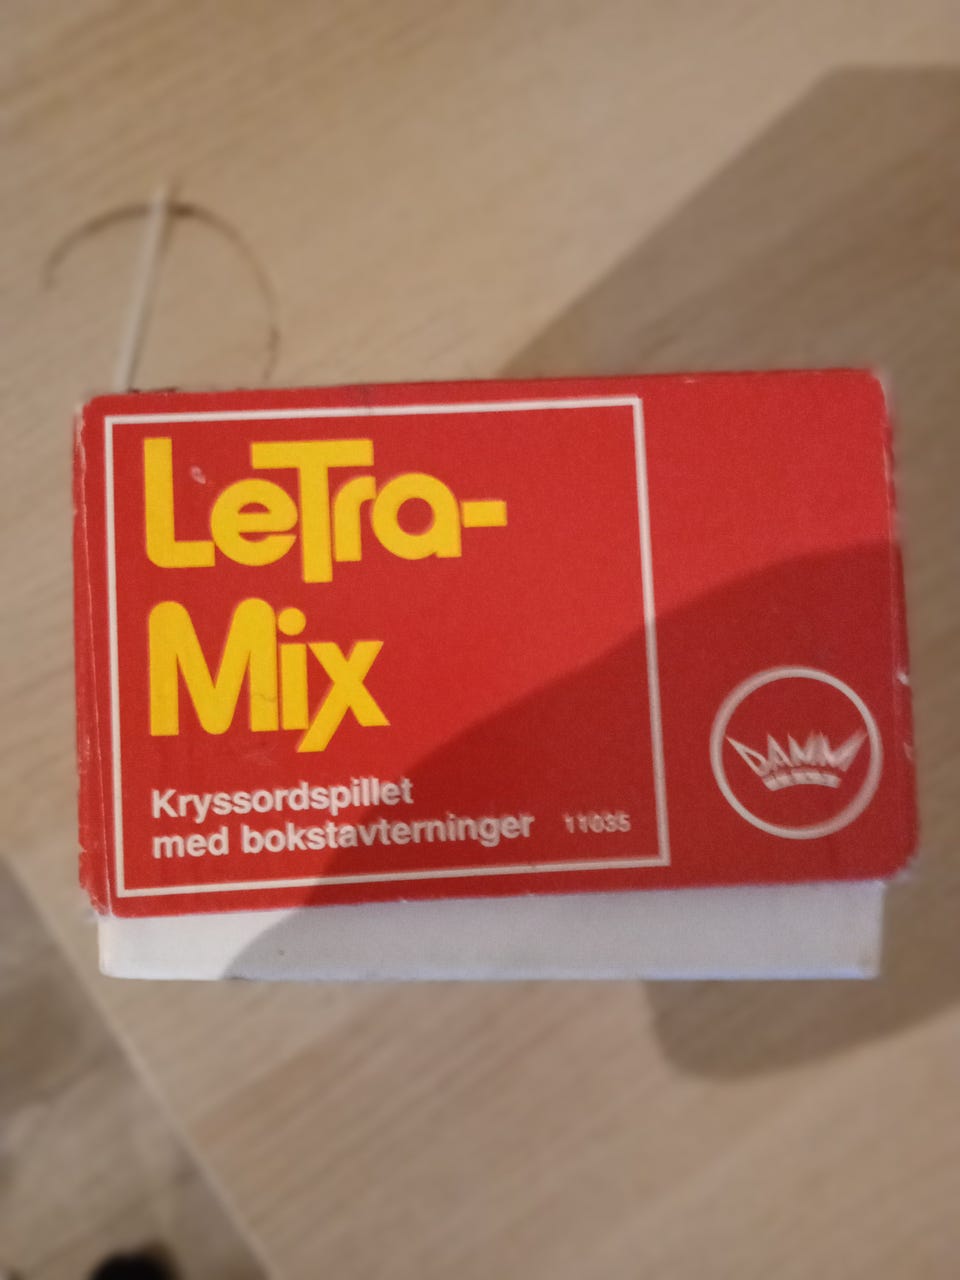 LeTra-
Mix
Kryssordspillet
med bokstavterninger 11035
DAMM